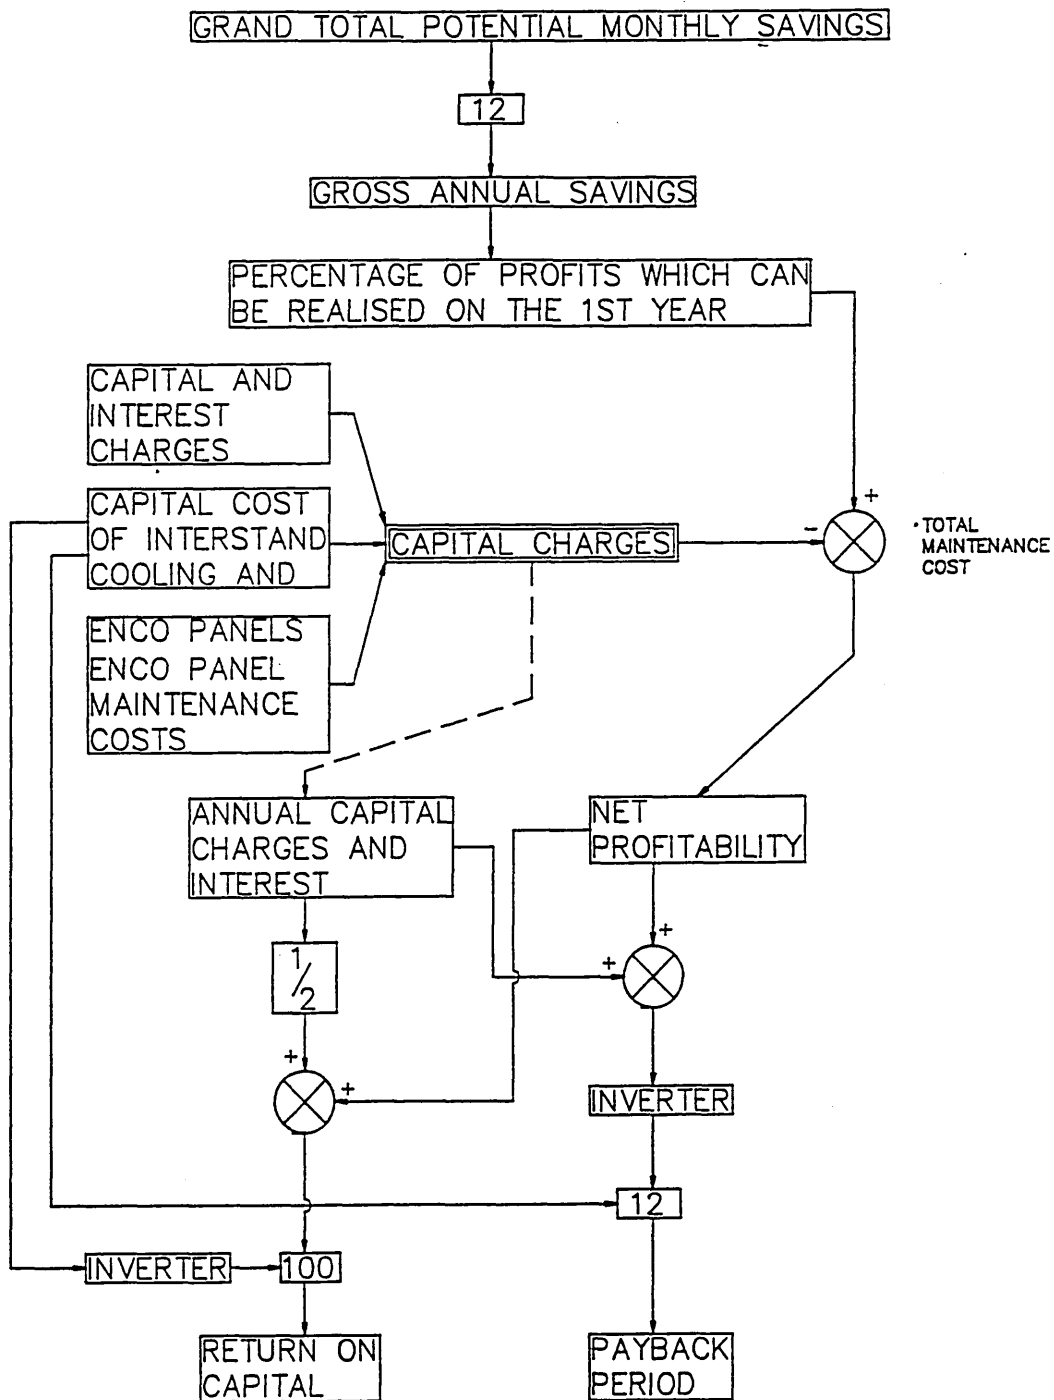 GRAND TOTAL POTENTIAL MONTHLY SAVINGS
12
GROSS ANNUAL SAVINGS
PERCENTAGE OF PROFITS WHICH CAN
BE REALISED ON THE 1ST YEAR
CAPITAL AND
INTEREST
CHARGES
CAPITAL COST
OF INTERSTAND
COOLING AND
ENCO PANELS
ENCO PANEL
MAINTENANCE
COSTS
CAPITAL CHARGES
+
-
TOTAL
MAINTENANCE
COST
ANNUAL CAPITAL
CHARGES AND
INTEREST
NET
PROFITABILITY
1/2
+
+
+
+
INVERTER
12
INVERTER
100
RETURN ON
CAPITAL
PAYBACK
PERIOD